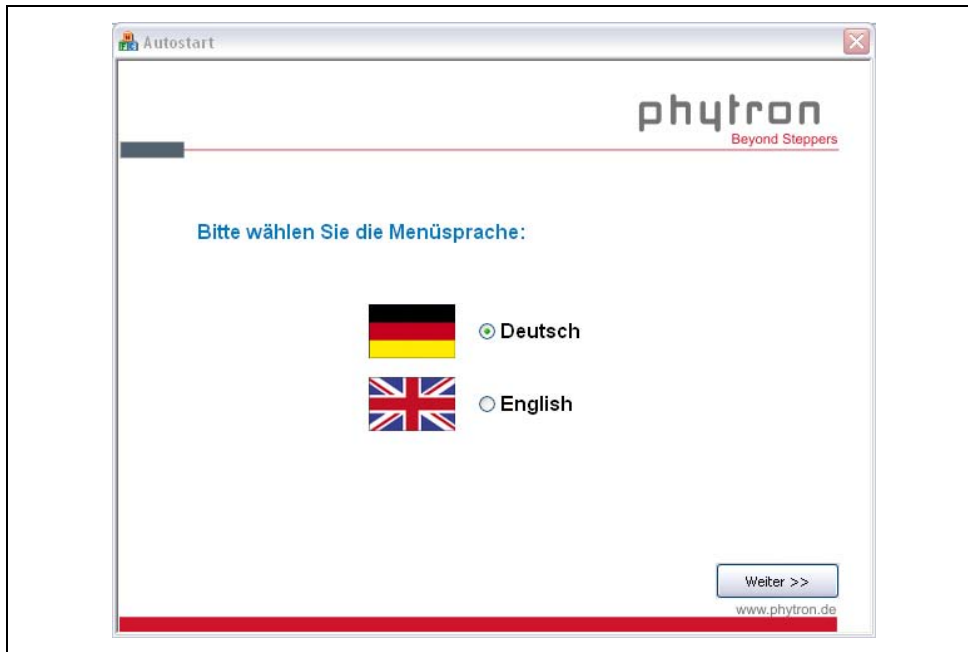 Autostart
phytron
Beyond Steppers
Bitte wählen Sie die Menüsprache:
Deutsch
English
Weiter >>
www.phytron.de